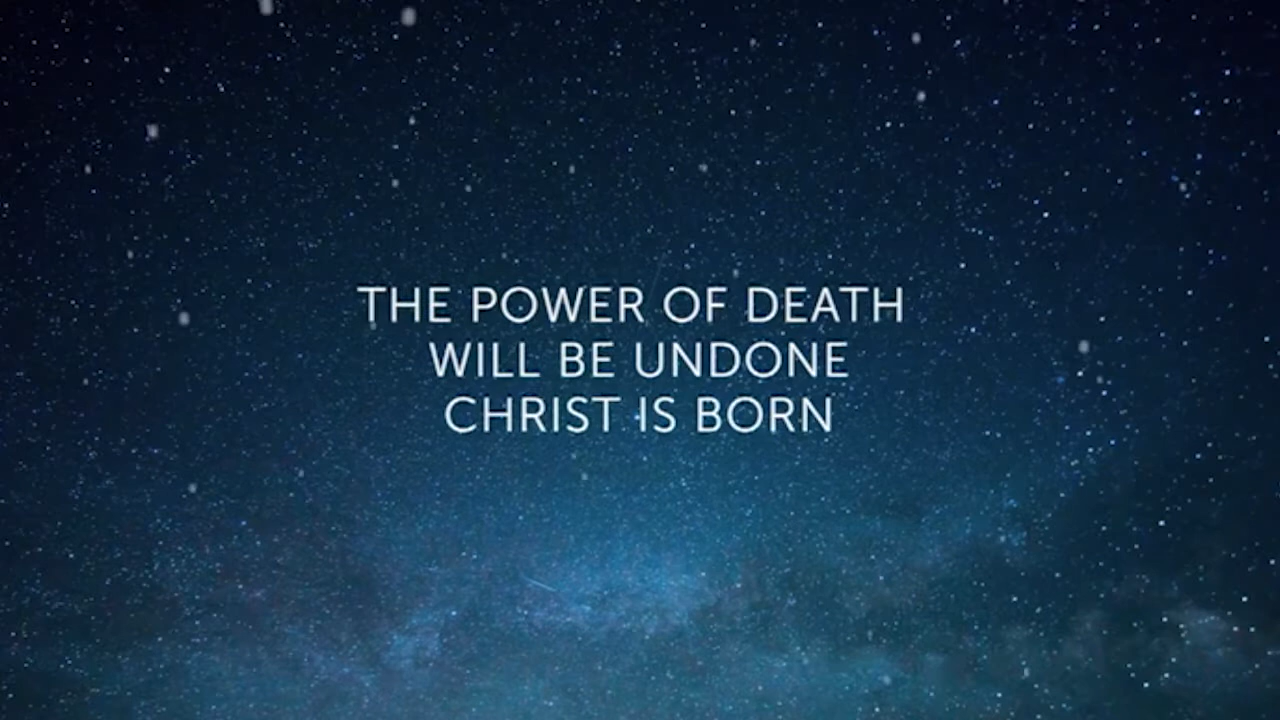 THE POWER OF DEATH
WILL BE UNDONE
CHRIST IS BORN